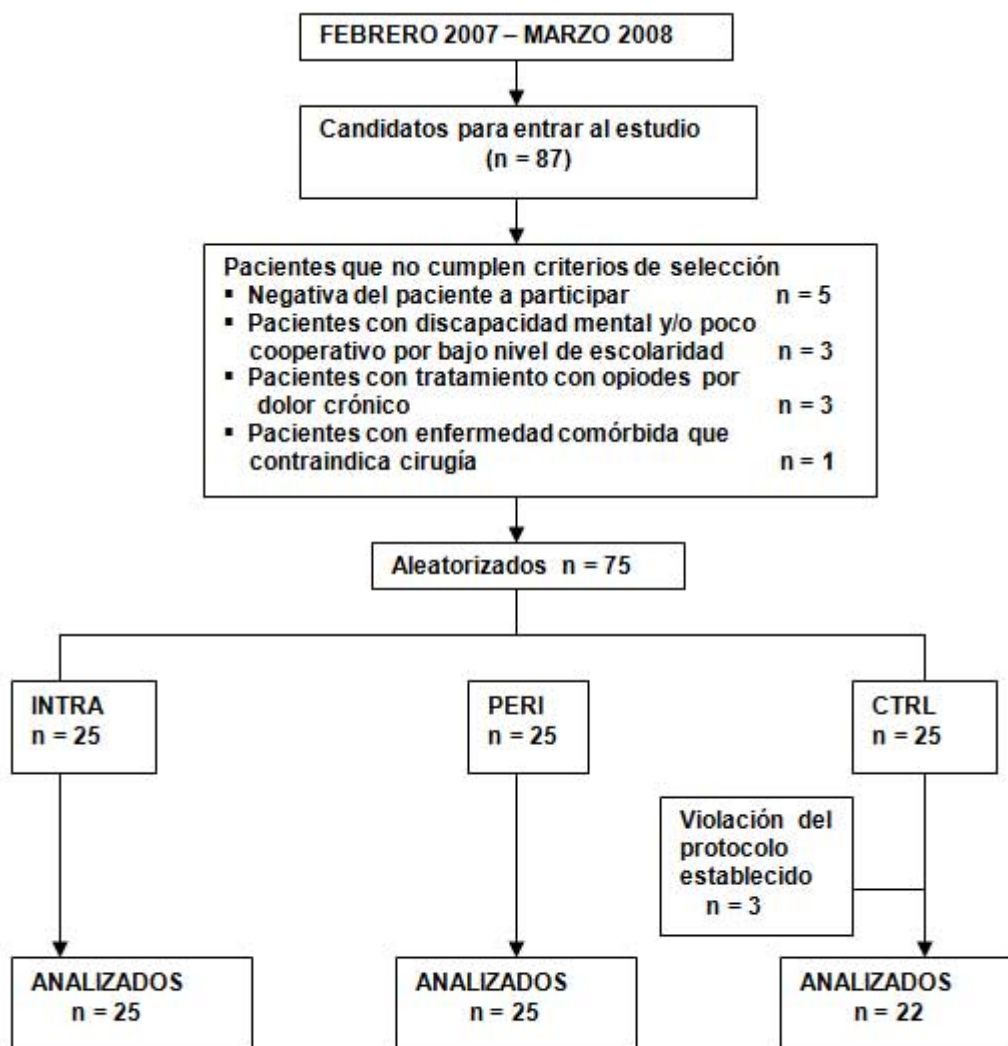 FEBRERO 2007 – MARZO 2008
Candidatos para entrar al estudio
(n = 87)
Pacientes que no cumplen criterios de selección
▪ Negativa del paciente a participar n = 5
▪ Pacientes con discapacidad mental y/o poco
cooperativo por bajo nivel de escolaridad n = 3
▪ Pacientes con tratamiento con opiodes por
dolor crónico n = 3
▪ Pacientes con enfermedad comórbida que
contraindica cirugía n = 1
Aleatorizados n = 75
INTRA
n = 25
PERI
n = 25
CTRL
n = 25
Violación del
protocolo
establecido
n = 3
ANALIZADOS
n = 25
ANALIZADOS
n = 25
ANALIZADOS
n = 22